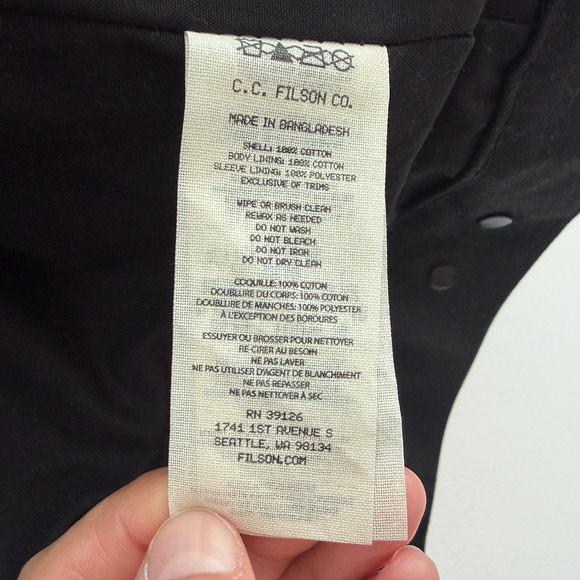 C.C. FILSON CO.
MADE IN BANGLADESH
SHELL: 100% COTTON
BODY LINING: 100% COTTON
SLEEVE LINING: 100% POLYESTER
EXCLUSIVE OF TRIMS
WIPE OR BRUSH CLEAN
REWAX AS NEEDED
DO NOT WASH
DO NOT BLEACH
DO NOT IRON
DO NOT DRY CLEAN
COQUILLE: 100% COTON
DOUBLURE DU CORPS: 100% COTON
DOUBLURE DE MANCHES: 100% POLYESTER
À L'EXCEPTION DES BORDURES
ESSUYER OU BROSSER POUR NETTOYER
RE-CIRER AU BESOIN
NE PAS LAVER
NE PAS UTILISER D'AGENT DE BLANCHIMENT
NE PAS REPASSER
NE PAS NETTOYER À SEC
RN 39126
1741 1ST AVENUE S
SEATTLE, WA 98134
FILSON.COM